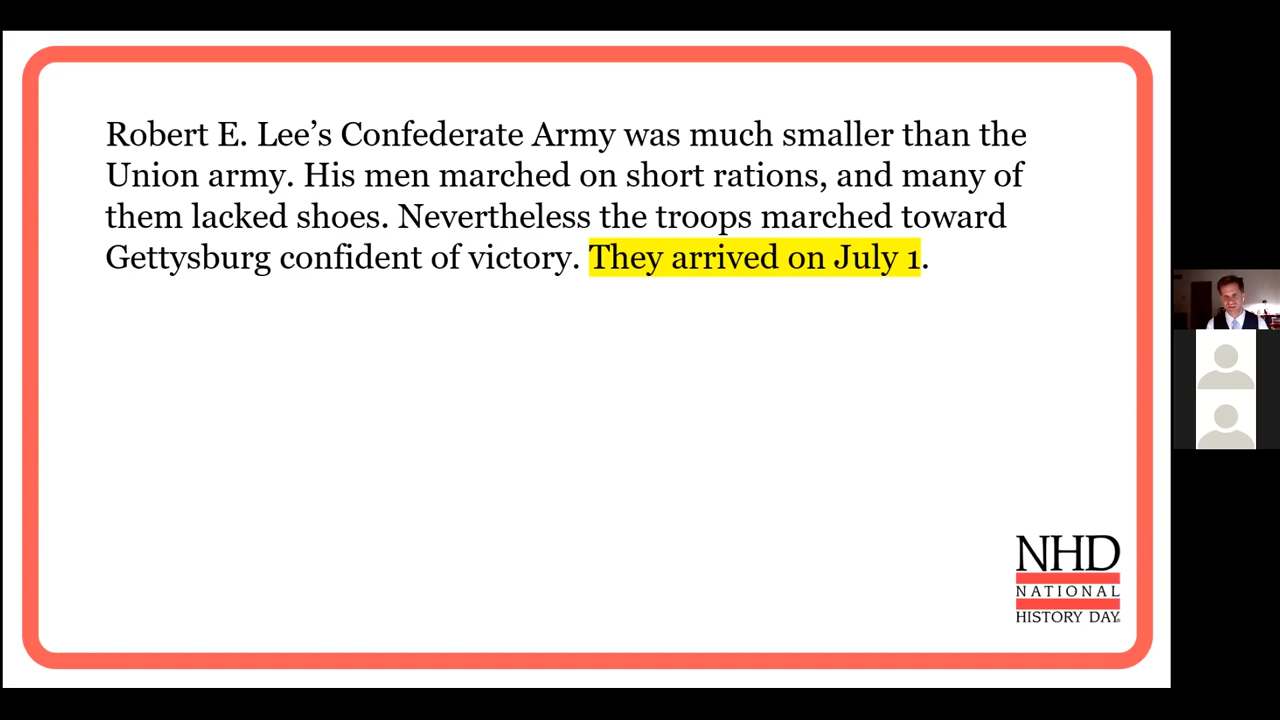 Robert E. Lee’s Confederate Army was much smaller than the
Union army. His men marched on short rations, and many of
them lacked shoes. Nevertheless the troops marched toward
Gettysburg confident of victory. They arrived on July 1.
NHD
NATIONAL
HISTORY DAY®